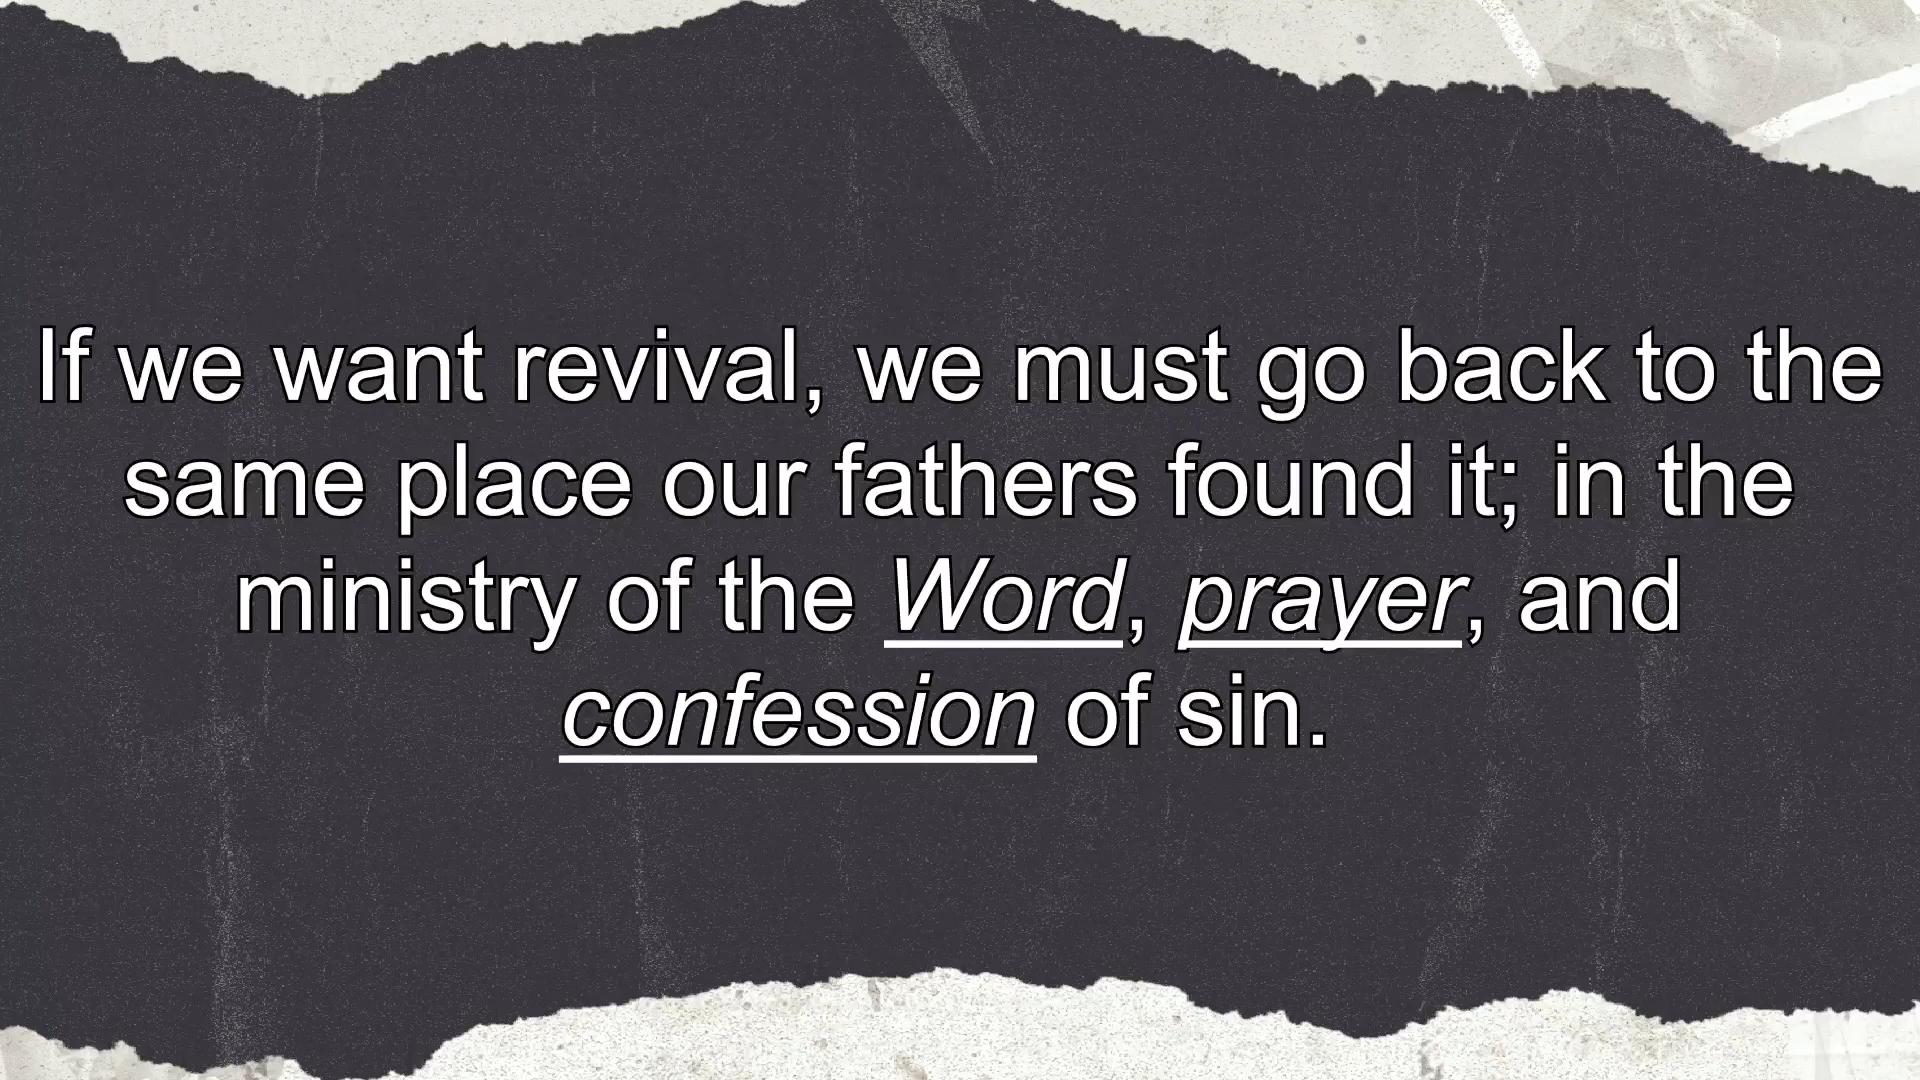 If we want revival, we must go back to the
same place our fathers found it; in the
ministry of the Word, prayer, and
confession of sin.